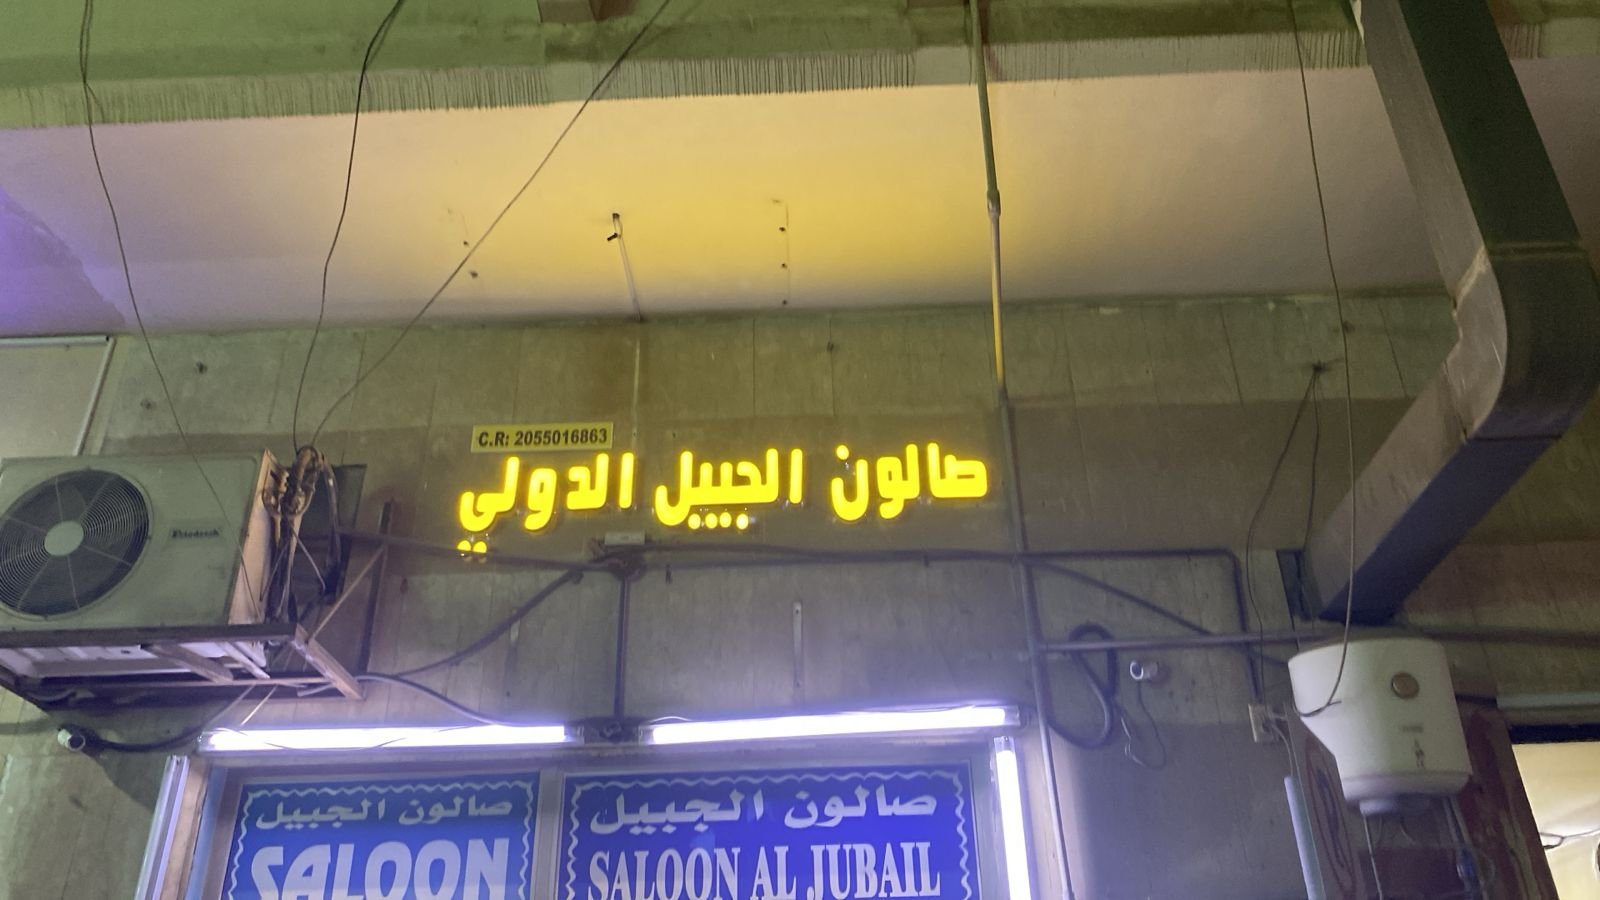 C.R: 2055016863
صالون الجبيل الدولي
صالون الجبيل
SALOON
صالون الجبيل
SALOON AL JUBAIL